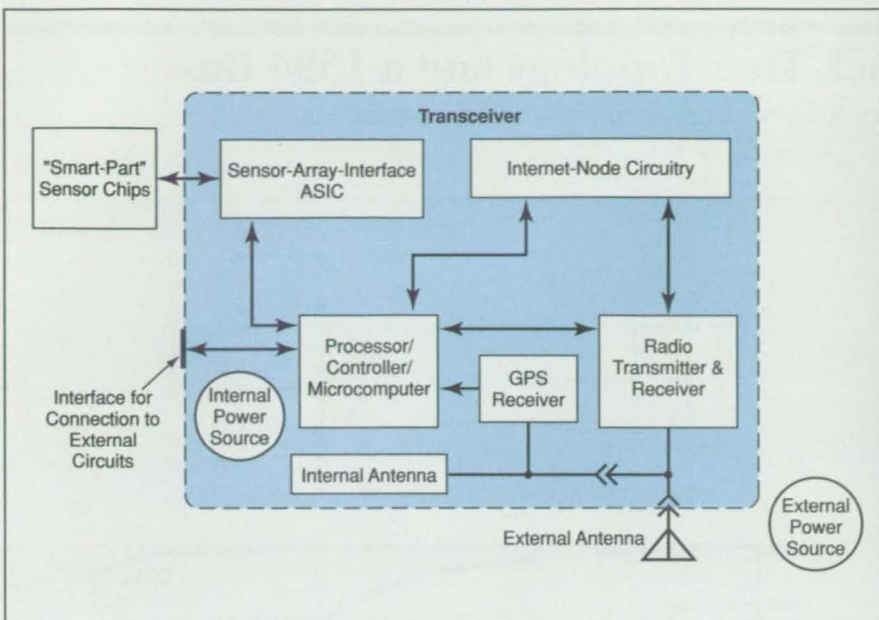 Transceiver
"Smart-Part"
Sensor Chips
Sensor-Array-Interface
ASIC
Internet-Node Circuitry
Processor/
Controller/
Microcomputer
GPS
Receiver
Radio
Transmitter &
Receiver
Interface for
Connection to
External
Circuits
Internal
Power
Source
Internal Antenna
External Antenna
External
Power
Source